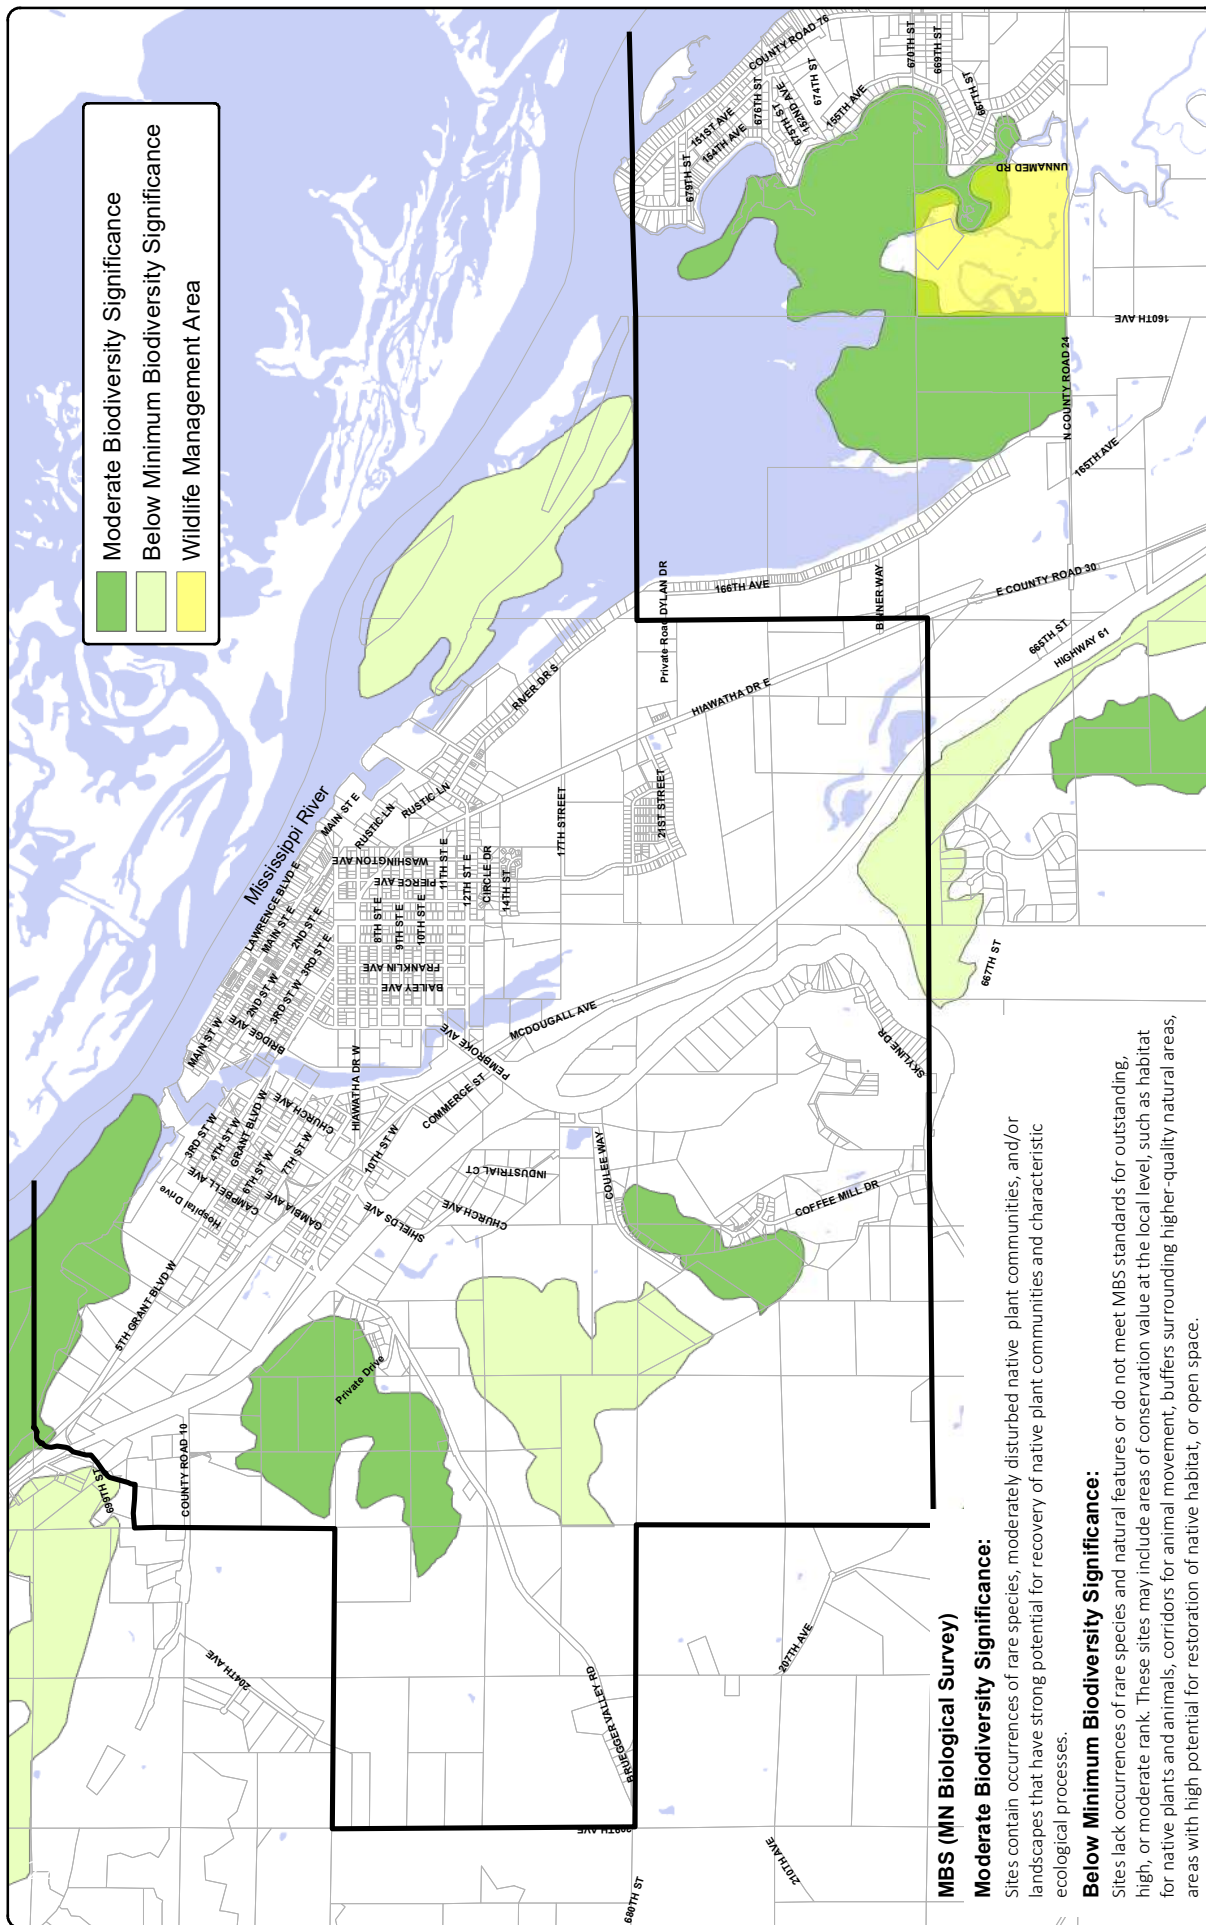 Moderate Biodiversity Significance
Below Minimum Biodiversity Significance
Wildlife Management Area
Mississippi River
COUNTY ROAD 76
670TH ST
669TH ST
667TH ST
674TH ST
676TH ST
152ND AVE
675TH ST
155TH AVE
151ST AVE
154TH AVE
679TH ST
UNNAMED RD
160TH AVE
N COUNTY ROAD 24
165TH AVE
E COUNTY ROAD 30
665TH ST
HIGHWAY 61
BINNER WAY
166TH AVE
Private Road DYLAN DR
HIAWATHA DR E
RIVER DR S
17TH STREET
21ST STREET
MAIN ST E
RUSTIC LN
RUSTIC LN
WASHINGTON AVE
PIERCE AVE
11TH ST E
12TH ST E
CIRCLE DR
14TH ST
LAWRENCE BLVD E
MAIN ST E
2ND ST E
3RD ST E
8TH ST E
9TH ST E
10TH ST E
FRANKLIN AVE
BAILEY AVE
MAIN ST W
2ND ST W
3RD ST W
BRIDGE AVE
PEMBROKE AVE
MCDOUGALL AVE
HIAWATHA DR W
COMMERCE ST
3RD ST W
4TH ST W
GRANT BLVD W
CHURCH AVE
6TH ST W
7TH ST W
10TH ST W
CAMPBELL AVE
Hospital Drive
GAMBIA AVE
SHIELDS AVE
CHURCH AVE
INDUSTRIAL CT
COULEE WAY
COFFEE MILL DR
SKYLINE DR
667TH ST
5TH GRANT BLVD W
Private Drive
COUNTY ROAD 10
699TH ST
204TH AVE
BRUEGGER VALLEY RD
207TH AVE
209TH AVE
210TH AVE
680TH ST
MBS (MN Biological Survey)
Moderate Biodiversity Significance:
Sites contain occurrences of rare species, moderately disturbed native plant communities, and/or
landscapes that have strong potential for recovery of native plant communities and characteristic
ecological processes.
Below Minimum Biodiversity Significance:
Sites lack occurrences of rare species and natural features or do not meet MBS standards for outstanding,
high, or moderate rank. These sites may include areas of conservation value at the local level, such as habitat
for native plants and animals, corridors for animal movement, buffers surrounding higher-quality natural areas,
areas with high potential for restoration of native habitat, or open space.